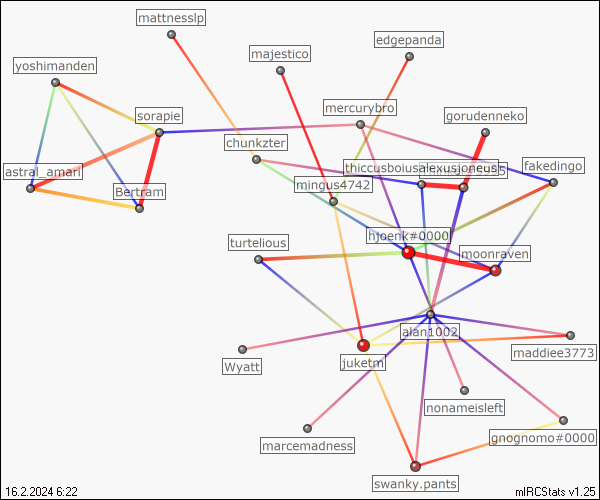 mattnesslp
edgepanda
majestico
yoshimanden
mercurybro
sorapie
gorudenneko
chunkzter
thiccusboiusalexusjoneus
fakedingo
astral_amari
mingus4742
Bertram
hjoenk#0000
turtelious
moonraven
alan1002
maddiee3773
Wyatt
juketm
nonameisleft
marcemadness
gnognomo#0000
swanky.pants
16.2.2024 6:22
mIRCStats v1.25